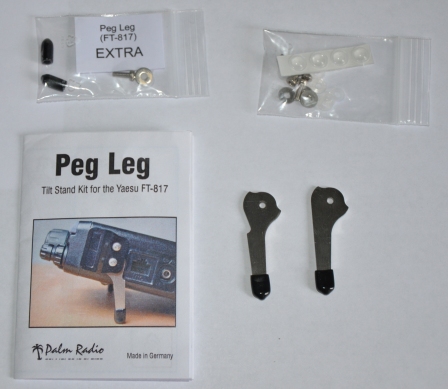 Peg Leg
(FT-817)
EXTRA
Peg Leg
Tilt Stand Kit for the Yaesu FT-817
Palm Radio
Made in Germany